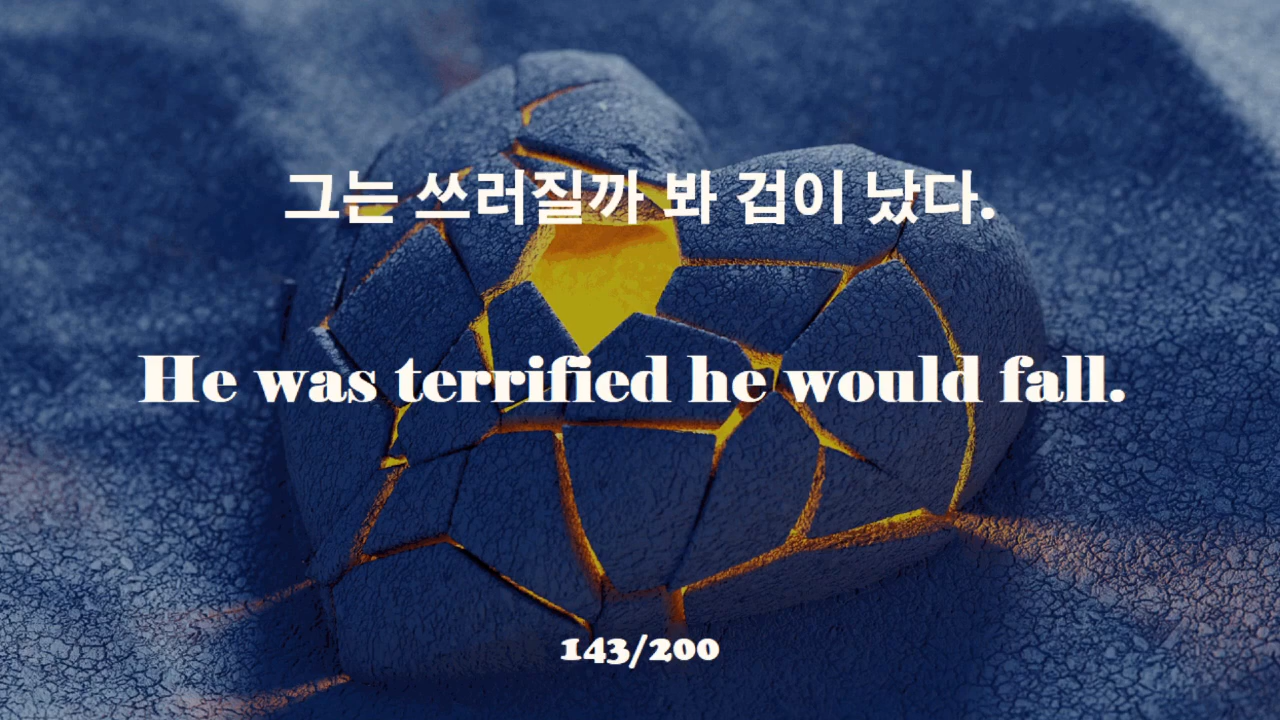 그는 쓰러질까 봐 겁이 났다.
He was terrified he would fall.
143/200